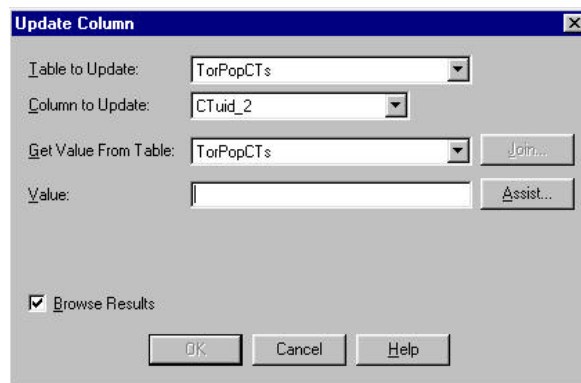 Update Column
Table to Update: TorPopCTs
Column to Update: CTuid_2
Get Value From Table: TorPopCTs Join...
Value: Assist...
Browse Results
OK Cancel Help